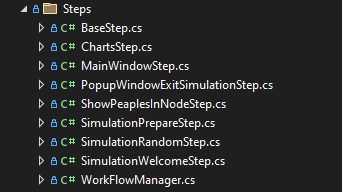 Steps
C# BaseStep.cs
C# ChartsStep.cs
C# MainWindowStep.cs
C# PopupWindowExitSimulationStep.cs
C# ShowPeaplesInNodeStep.cs
C# SimulationPrepareStep.cs
C# SimulationRandomStep.cs
C# SimulationWelcomeStep.cs
C# WorkFlowManager.cs